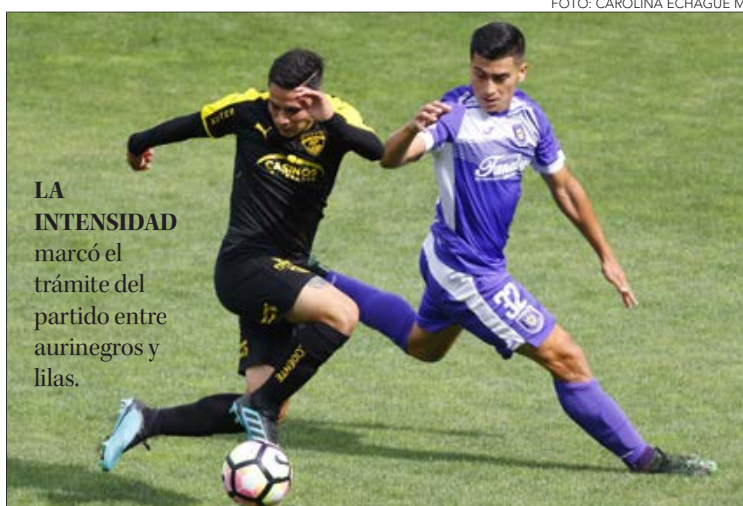 FOTO: CAROLINA ECHAGÜE M
LA
INTENSIDAD
marcó el
trámite del
partido entre
aurinegros y
lilas.
CASINOS
32